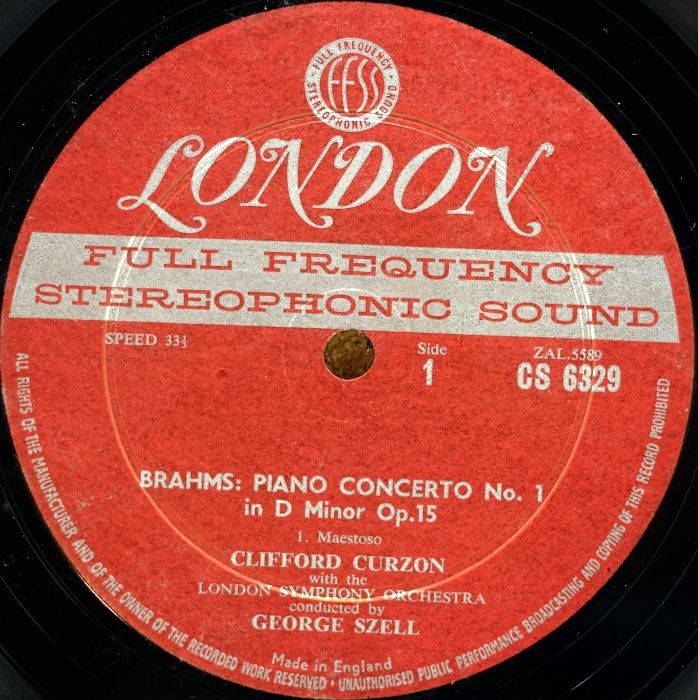 FULL FREQUENCY
FFSS
STEREOPHONIC SOUND
LONDON
FULL FREQUENCY
STEREOPHONIC SOUND
SPEED 33⅓
Side
1
ZAL.5589
CS 6329
BRAHMS: PIANO CONCERTO No. 1
in D Minor Op.15
1. Maestoso
CLIFFORD CURZON
with the
LONDON SYMPHONY ORCHESTRA
conducted by
GEORGE SZELL
Made in England
ALL RIGHTS OF THE MANUFACTURER AND OF THE OWNER OF THE RECORDED WORK RESERVED · UNAUTHORISED PUBLIC PERFORMANCE BROADCASTING AND COPYING OF THIS RECORD PROHIBITED